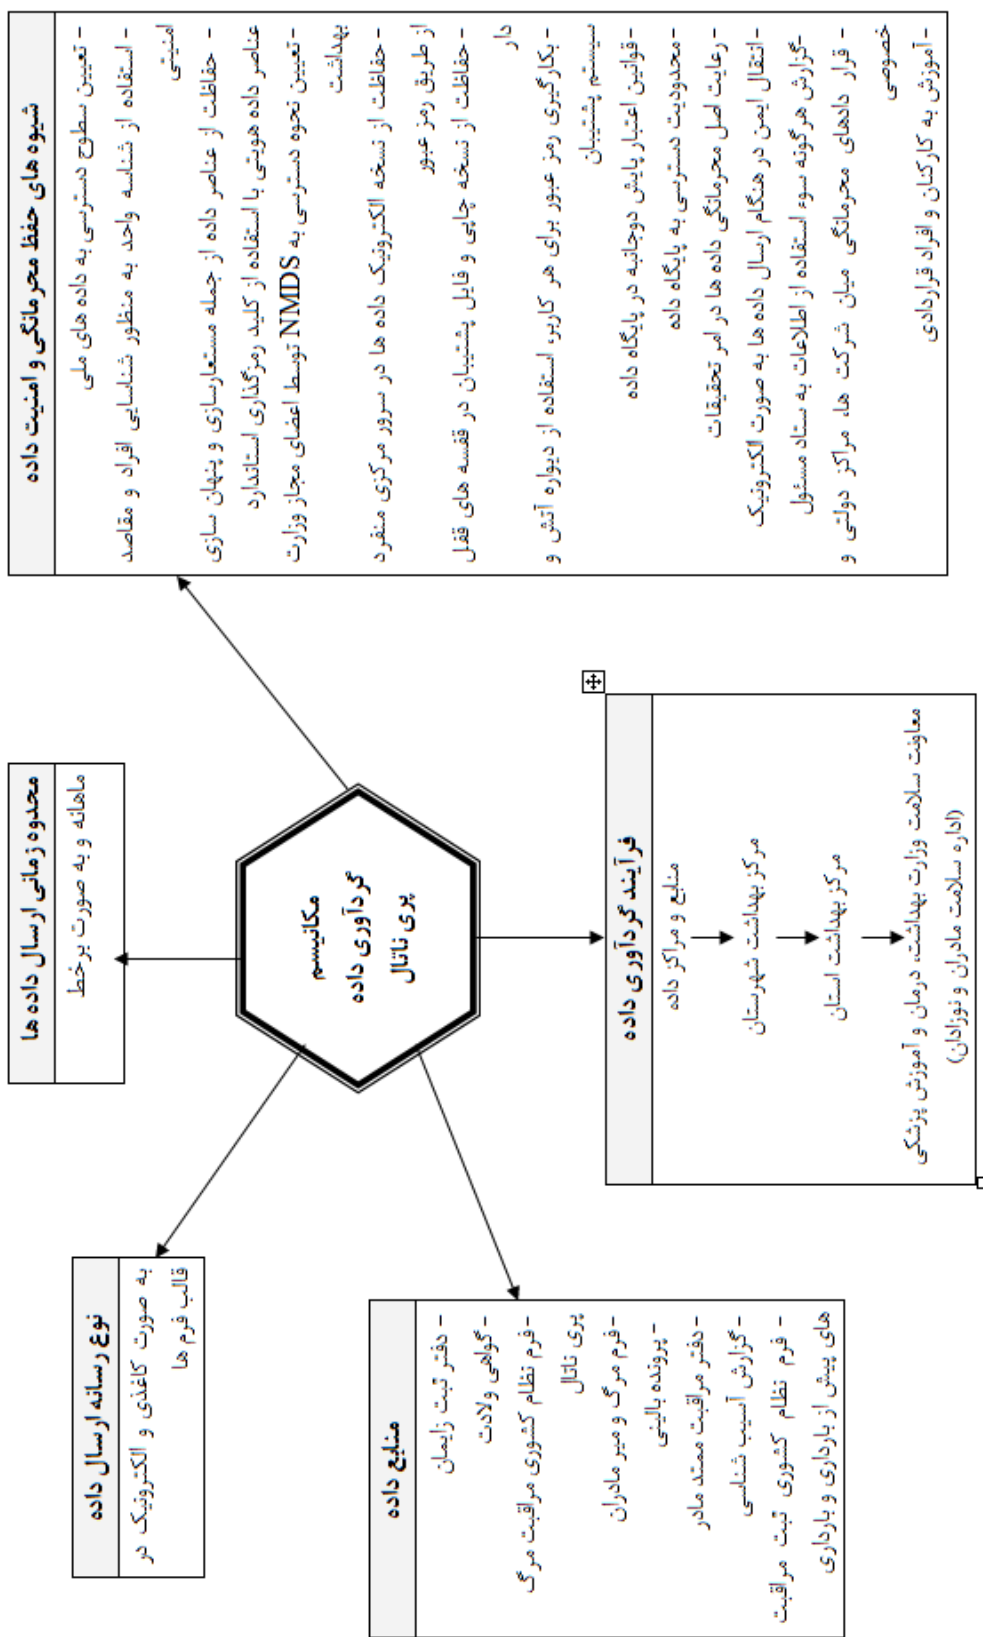 شیوه های حفظ محرمانگی و امنیت داده
- تعیین سطوح دسترسی به داده های ملی
- استفاده از شناسه واحد به منظور شناسایی افراد و مقاصد
امنیتی
- حفاظت از عناصر داده از جمله مستعارسازی و پنهان سازی
عناصر داده هویتی با استفاده از کلید رمزگذاری استاندارد
-تعیین نحوه دسترسی به NMDS توسط اعضای مجاز وزارت
بهداشت
-حفاظت از نسخه الکترونیک داده ها در سرور مرکزی منفرد
از طریق رمز عبور
-حفاظت از نسخه چاپی و فایل پشتیبان در قفسه های قفل
دار
-بکارگیری رمز عبور برای هر کاربر، استفاده از دیواره آتش و
سیستم پشتیبان
-قوانین اعتبار پایش دوجانبه در پایگاه داده
-محدودیت دسترسی به پایگاه داده
- رعایت اصل محرمانگی داده ها در امر تحقیقات
-انتقال ایمن در هنگام ارسال داده ها به صورت الکترونیک
-گزارش هرگونه سوء استفاده از اطلاعات به ستاد مسئول
- قرار دادهای محرمانگی میان شرکت ها، مراکز دولتی و
خصوصی
- آموزش به کارکنان و افراد قراردادی
محدوده زمانی ارسال داده ها
ماهانه و به صورت برخط
مکانیسم
گردآوری داده
پری ناتال
فرآیند گردآوری داده
منابع و مراکز داده
مرکز بهداشت شهرستان
مرکز بهداشت استان
معاونت سلامت وزارت بهداشت، درمان و آموزش پزشکی
(اداره سلامت مادران و نوزادان)
نوع رسانه ارسال داده
به صورت کاغذی و الکترونیک در
قالب فرم ها
منابع داده
- دفتر ثبت زایمان
-گواهی ولادت
-فرم نظام کشوری مراقبت مرگ
پری ناتال
-فرم مرگ و میر مادران
-پرونده بالینی
-دفتر مراقبت ممتد مادر
-گزارش آسیب شناسی
- فرم نظام کشوری ثبت مراقبت
های پیش از بارداری و بارداری